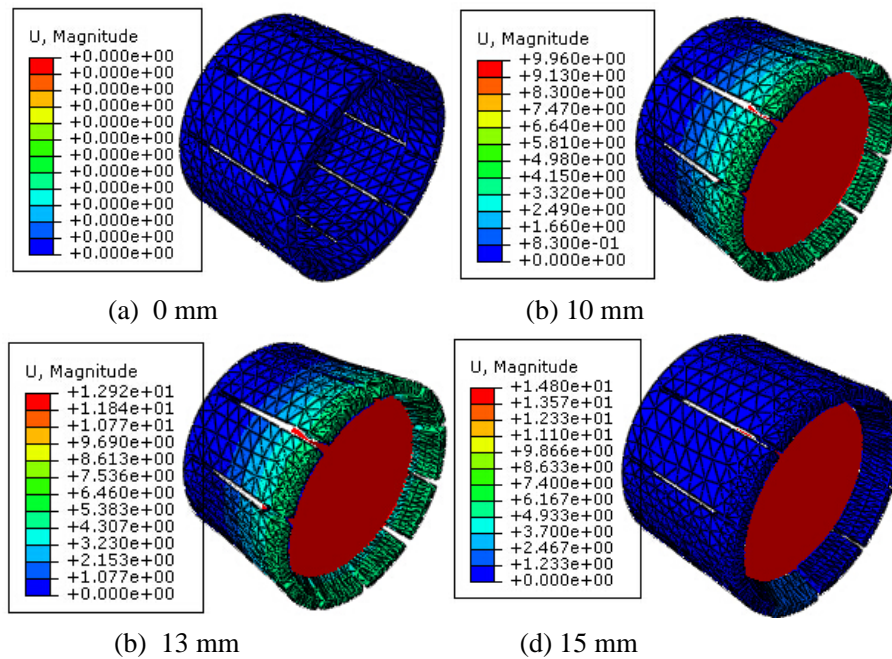 U, Magnitude
+0.000e+00
+0.000e+00
+0.000e+00
+0.000e+00
+0.000e+00
+0.000e+00
+0.000e+00
+0.000e+00
+0.000e+00
+0.000e+00
+0.000e+00
+0.000e+00
+0.000e+00
(a) 0 mm
U, Magnitude
+9.960e+00
+9.130e+00
+8.300e+00
+7.470e+00
+6.640e+00
+5.810e+00
+4.980e+00
+4.150e+00
+3.320e+00
+2.490e+00
+1.660e+00
+8.300e-01
+0.000e+00
(b) 10 mm
U, Magnitude
+1.292e+01
+1.184e+01
+1.077e+01
+9.690e+00
+8.613e+00
+7.536e+00
+6.460e+00
+5.383e+00
+4.307e+00
+3.230e+00
+2.153e+00
+1.077e+00
+0.000e+00
(b) 13 mm
U, Magnitude
+1.480e+01
+1.357e+01
+1.233e+01
+1.110e+01
+9.866e+00
+8.633e+00
+7.400e+00
+6.167e+00
+4.933e+00
+3.700e+00
+2.467e+00
+1.233e+00
+0.000e+00
(d) 15 mm